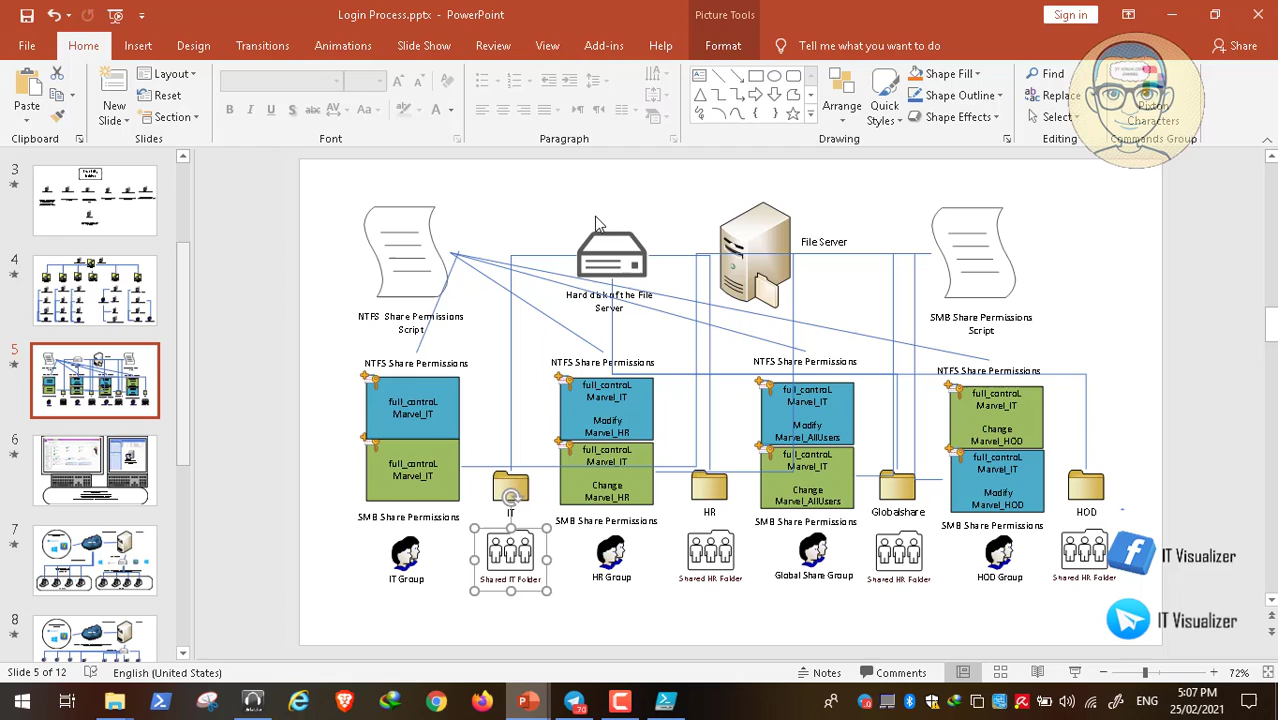 Login Process.pptx - PowerPoint
Picture Tools
Sign in
File
Home
Insert
Design
Transitions
Animations
Slide Show
Review
View
Add-ins
Help
Format
Tell me what you want to do
Share
Paste
Clipboard
New
Slide
Layout
Reset
Section
Slides
Font
Paragraph
Arrange
Quick
Styles
Shape Fill
Shape Outline
Shape Effects
Drawing
Find
Replace
Select
Editing
Pixton
Characters
Commands Group
3
4
5
6
7
8
File Server
Hard disk of the File
Server
NTFS Share Permissions
Script
SMB Share Permissions
Script
NTFS Share Permissions
NTFS Share Permissions
NTFS Share Permissions
NTFS Share Permissions
full_control
Marvel_IT
full_control
Marvel_IT
SMB Share Permissions
full_control
Marvel_IT
Modify
Marvel_HR
full_control
Marvel_IT
Change
Marvel_HR
SMB Share Permissions
full_control
Marvel_IT
Modify
Marvel_AllUsers
full_control
Marvel_IT
Change
Marvel_AllUsers
SMB Share Permissions
full_control
Marvel_IT
Change
Marvel_HOD
full_control
Marvel_IT
Modify
Marvel_HOD
SMB Share Permissions
IT
HR
Globalshare
HOD
IT Group
Shared IT Folder
HR Group
Shared HR Folder
Global Share Group
Shared HR Folder
HOD Group
Shared HR Folder
IT Visualizer
IT Visualizer
Slide 5 of 12
English (United States)
Notes
Comments
72%
ENG
5:07 PM
25/02/2021